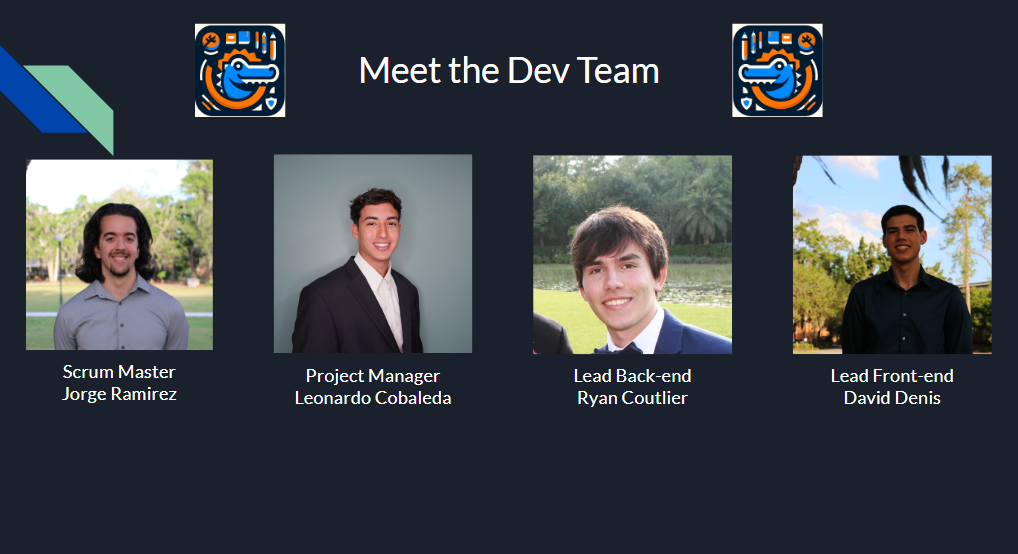 Meet the Dev Team
Scrum Master
Jorge Ramirez
Project Manager
Leonardo Cobaleda
Lead Back-end
Ryan Coutlier
Lead Front-end
David Denis